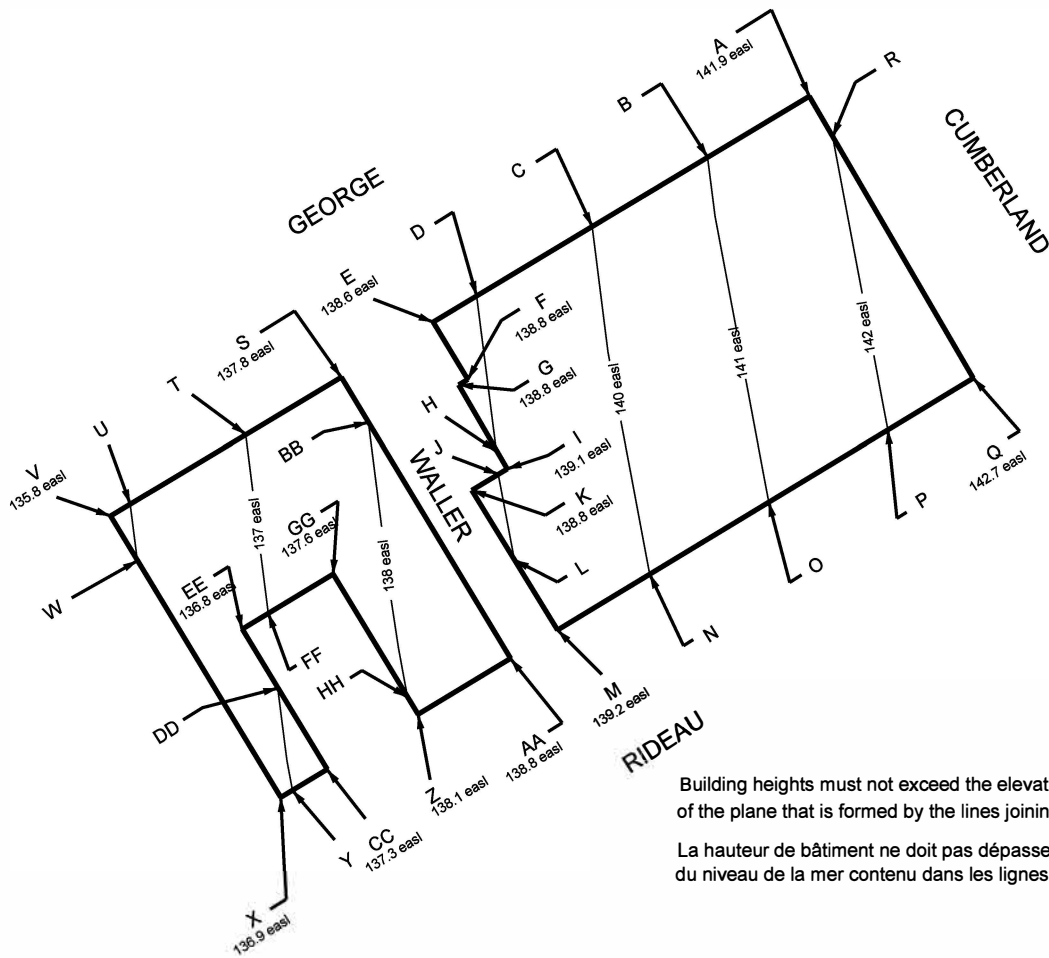 A
141.9 easl
R
B
CUMBERLAND
C
GEORGE
D
E
138.6 easl
F
138.8 easl
S
137.8 easl
G
138.8 easl
T
H
140 easl
141 easl
142 easl
U
BB
J
I
139.1 easl
V
135.8 easl
WALLER
K
138.8 easl
Q
142.7 easl
GG
137.6 easl
137 easl
138 easl
P
W
EE
136.8 easl
L
O
FF
N
HH
M
139.2 easl
DD
AA
138.8 easl
RIDEAU
Z
138.1 easl
Building heights must not exceed the elevat
of the plane that is formed by the lines joinin
CC
137.3 easl
Y
La hauteur de bâtiment ne doit pas dépasse
du niveau de la mer contenu dans les lignes
X
136.9 easl